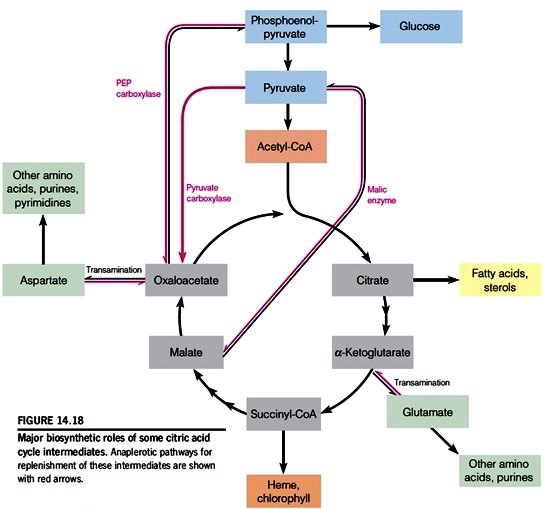 Phosphoenol-
pyruvate
Glucose
PEP
carboxylase
Pyruvate
Acetyl-CoA
Other amino
acids, purines,
pyrimidines
Pyruvate
carboxylase
Malic
enzyme
Aspartate
Transamination
Oxaloacetate
Citrate
Fatty acids,
sterols
Malate
α-Ketoglutarate
Transamination
Succinyl-CoA
Glutamate
FIGURE 14.18
Major biosynthetic roles of some citric acid
cycle intermediates. Anaplerotic pathways for
replenishment of these intermediates are shown
with red arrows.
Heme,
chlorophyll
Other amino
acids, purines